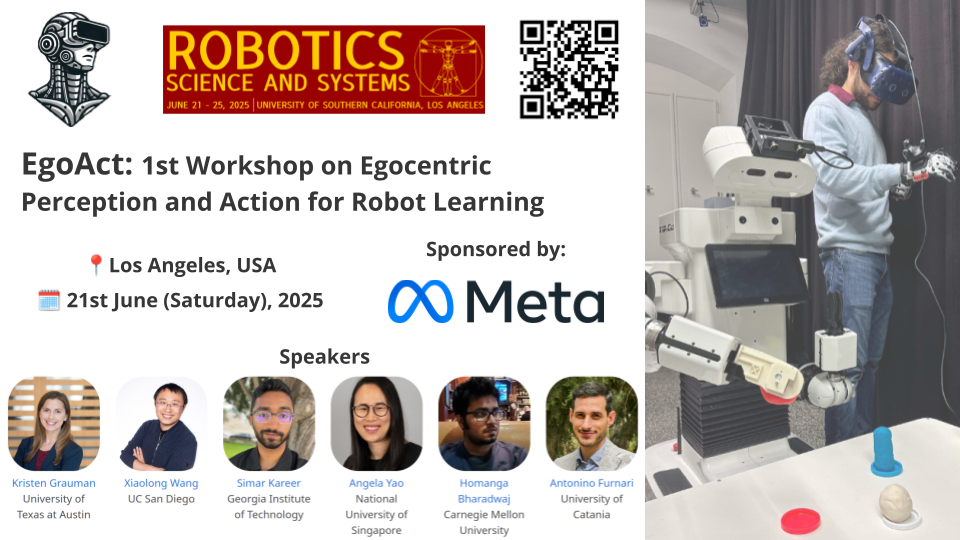 ROBOTICS
SCIENCE AND SYSTEMS
JUNE 21 - 25, 2025 | UNIVERSITY OF SOUTHERN CALIFORNIA, LOS ANGELES
EgoAct: 1st Workshop on Egocentric
Perception and Action for Robot Learning
📍Los Angeles, USA
🗓️ 21st June (Saturday), 2025
Sponsored by:
Meta
Speakers
Kristen Grauman
University of
Texas at Austin
Xiaolong Wang
UC San Diego
Simar Kareer
Georgia Institute
of Technology
Angela Yao
National
University of
Singapore
Homanga
Bharadwaj
Carnegie Mellon
University
Antonino Furnari
University of
Catania